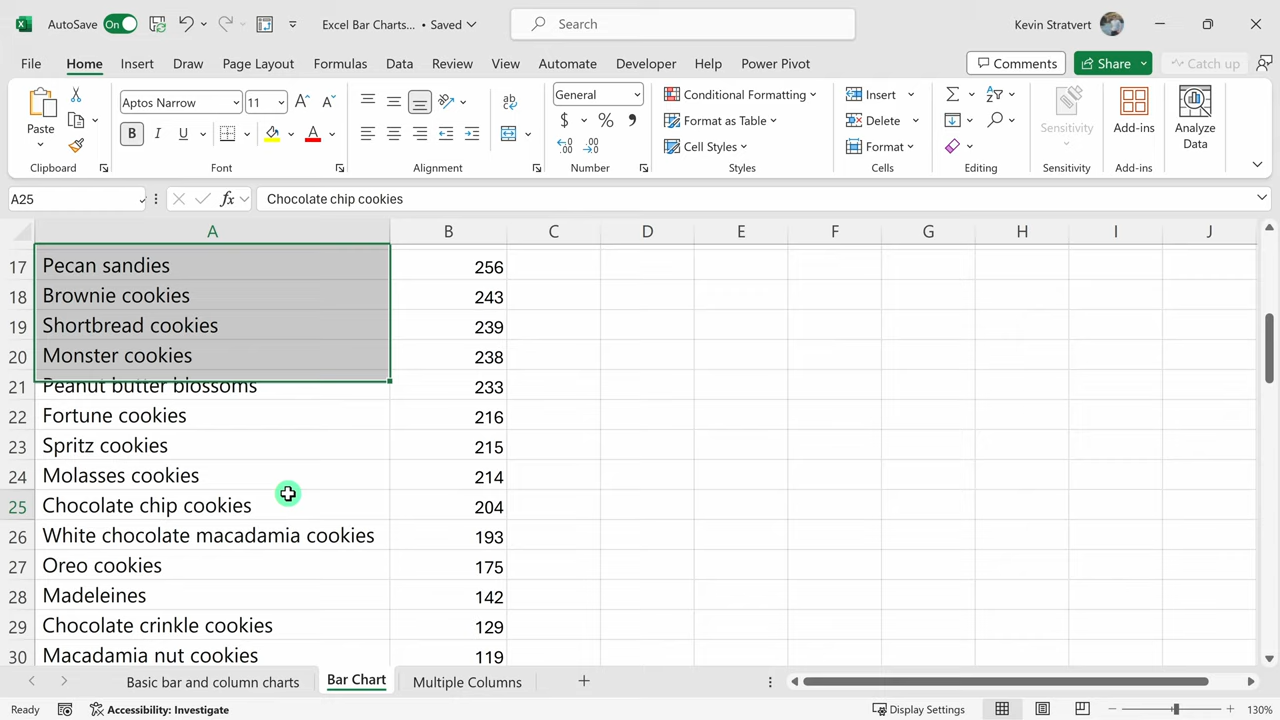 AutoSave On Excel Bar Charts... • Saved Search Kevin Stratvert
File Home Insert Draw Page Layout Formulas Data Review View Automate Developer Help Power Pivot Comments Share Catch up
Aptos Narrow 11 General Conditional Formatting Insert
Paste B I U A ab $ % , Format as Table Delete Sensitivity Add-ins Analyze Data
Cell Styles Format
Clipboard Font Alignment Number Styles Cells Editing Sensitivity Add-ins
A25 fx Chocolate chip cookies
A B C D E F G H I J
17 Pecan sandies 256
18 Brownie cookies 243
19 Shortbread cookies 239
20 Monster cookies 238
21 Peanut butter blossoms 233
22 Fortune cookies 216
23 Spritz cookies 215
24 Molasses cookies 214
25 Chocolate chip cookies 204
26 White chocolate macadamia cookies 193
27 Oreo cookies 175
28 Madeleines 142
29 Chocolate crinkle cookies 129
30 Macadamia nut cookies 119
Basic bar and column charts Bar Chart Multiple Columns
Ready Accessibility: Investigate Display Settings 130%